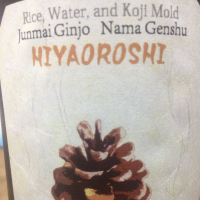 Rice, Water, and Koji Mold
Junmai Ginjo Nama Genshu
HIYAOROSHI